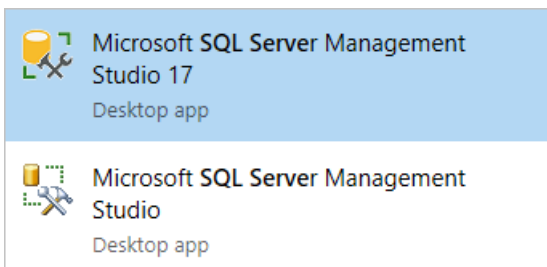 Microsoft SQL Server Management
Studio 17
Desktop app
Microsoft SQL Server Management
Studio
Desktop app